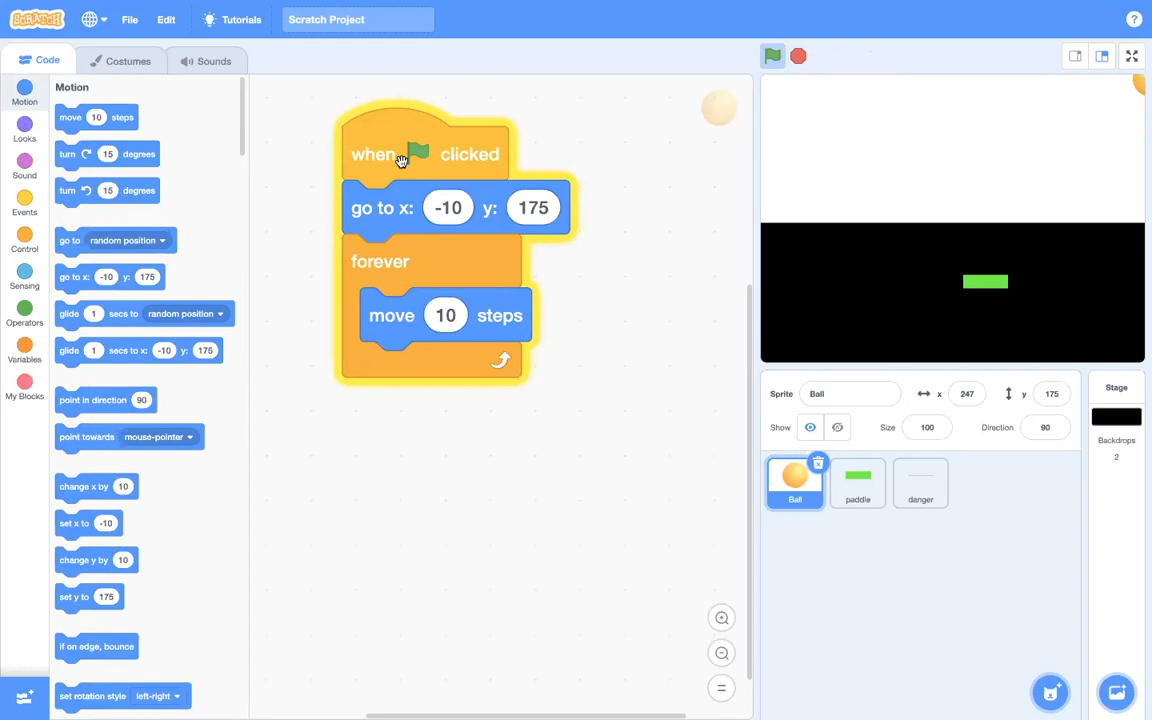 SCRATCH File Edit Tutorials Scratch Project ?
Code Costumes Sounds
Motion
Looks
Sound
Events
Control
Sensing
Operators
Variables
My Blocks
Motion
move 10 steps
turn 15 degrees
turn 15 degrees
go to random position
go to x: -10 y: 175
glide 1 secs to random position
glide 1 secs to x: -10 y: 175
point in direction 90
point towards mouse-pointer
change x by 10
set x to -10
change y by 10
set y to 175
if on edge, bounce
set rotation style left-right
when clicked
go to x: -10 y: 175
forever
move 10 steps
Sprite Ball x 247 y 175
Show Size 100 Direction 90
Ball paddle danger
Stage
Backdrops
2